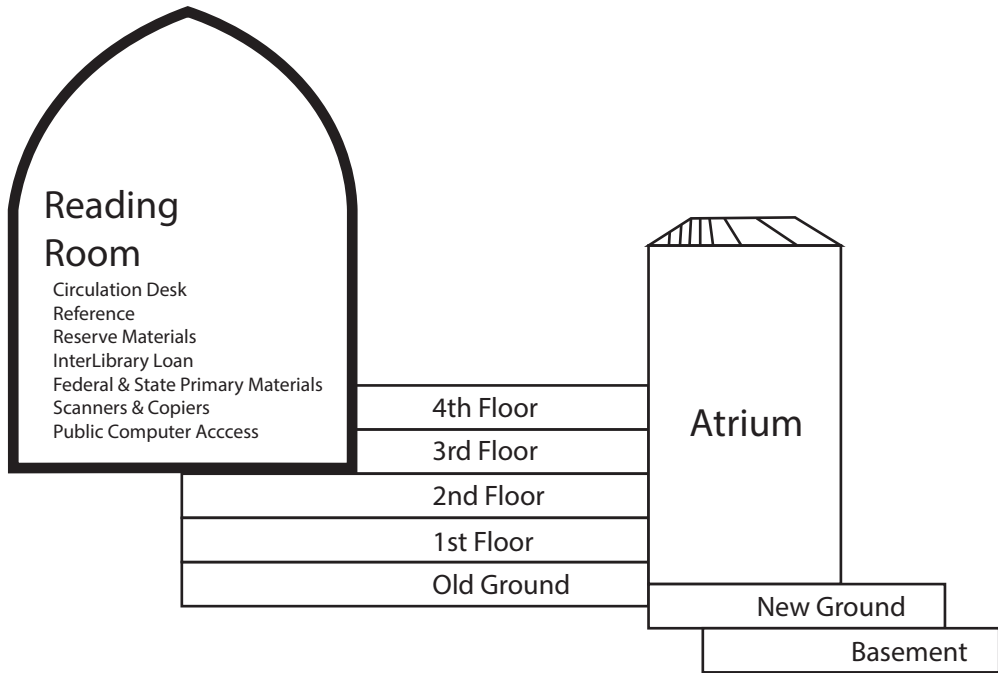 Reading
Room
Circulation Desk
Reference
Reserve Materials
InterLibrary Loan
Federal & State Primary Materials
Scanners & Copiers
Public Computer Acccess
4th Floor
3rd Floor
2nd Floor
1st Floor
Old Ground
Atrium
New Ground
Basement